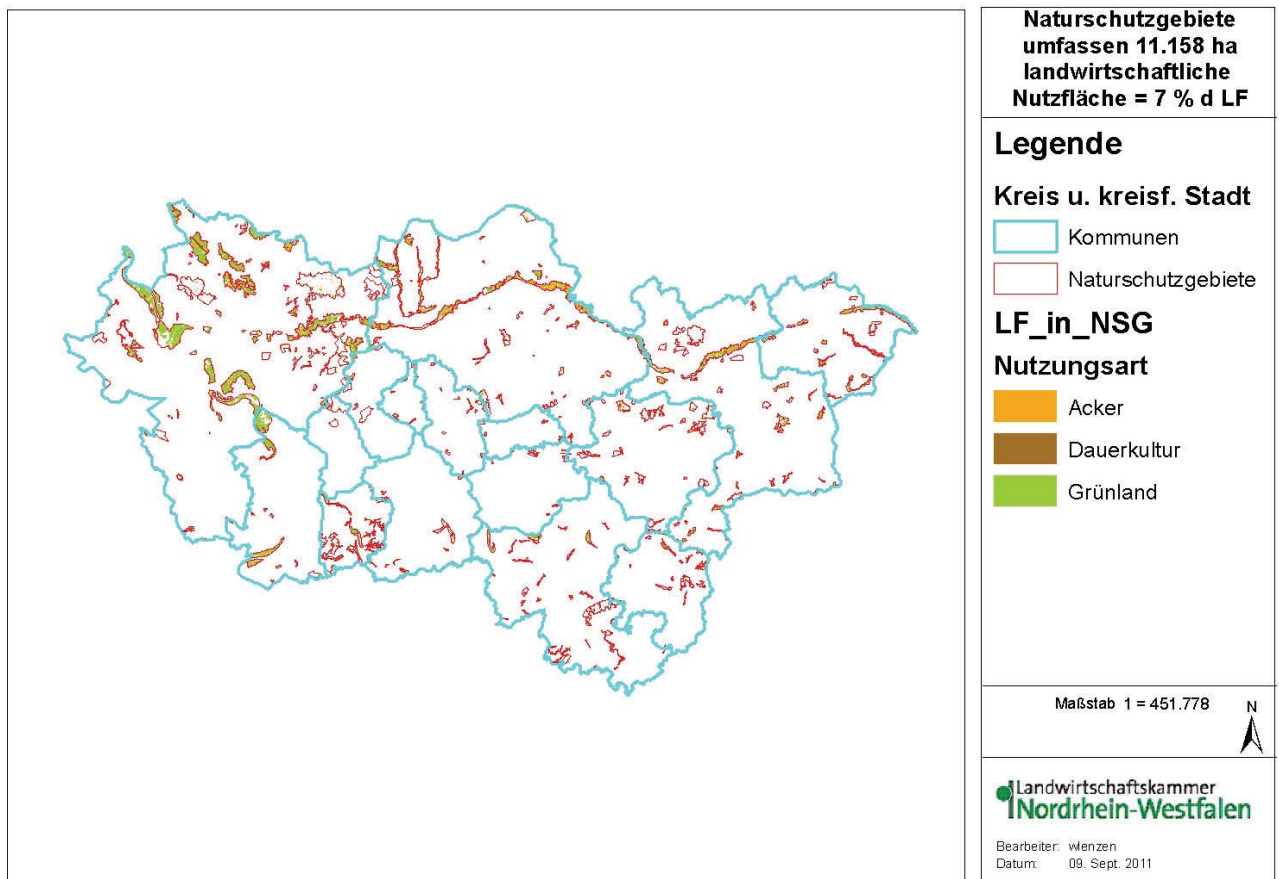 Naturschutzgebiete
umfassen 11.158 ha
landwirtschaftliche
Nutzfläche = 7 % d LF
Legende
Kreis u. kreisf. Stadt
Kommunen
Naturschutzgebiete
LF_in_NSG
Nutzungsart
Acker
Dauerkultur
Grünland
Maßstab 1 = 451.778
N
Landwirtschaftskammer
Nordrhein-Westfalen
Bearbeiter: wlenzen
Datum: 09. Sept. 2011